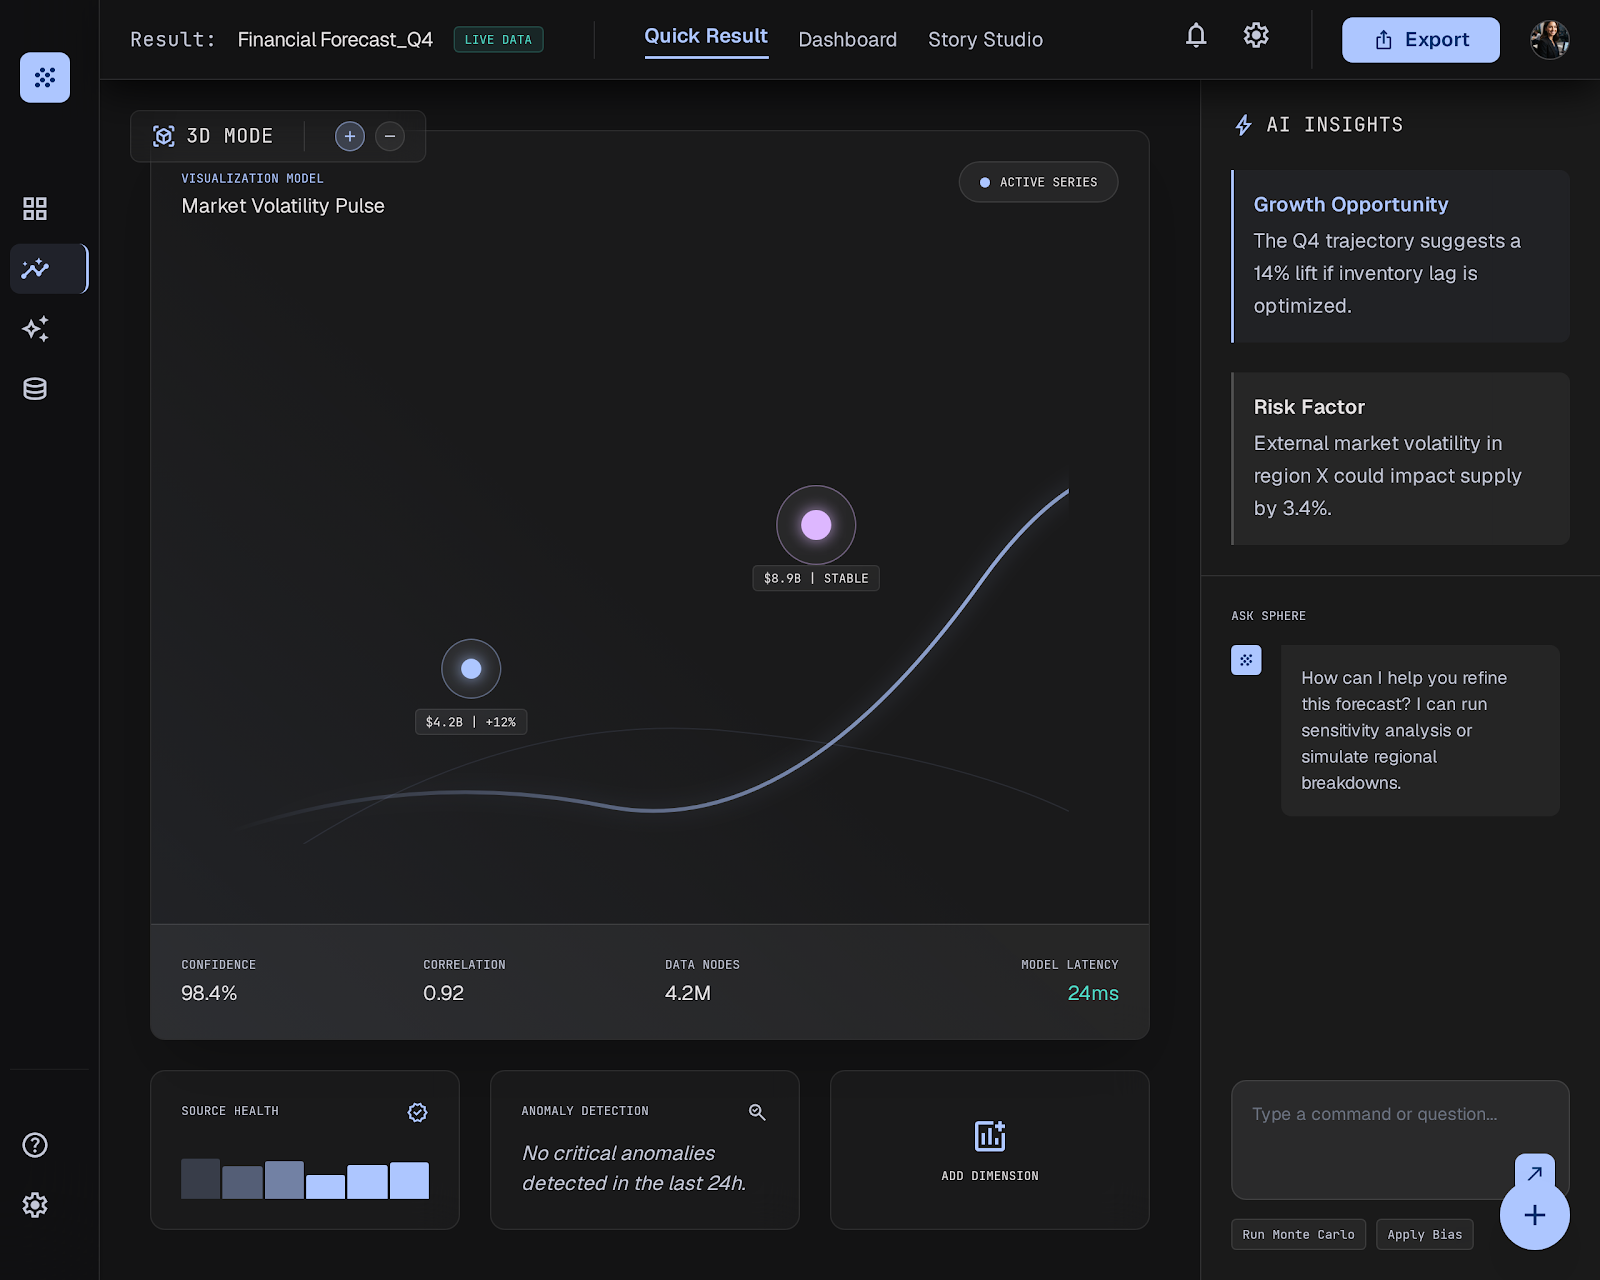 Result: Financial Forecast_Q4 LIVE DATA Quick Result Dashboard Story Studio Export
3D MODE + −
VISUALIZATION MODEL
Market Volatility Pulse
ACTIVE SERIES
$8.9B | STABLE
$4.2B | +12%
CONFIDENCE CORRELATION DATA NODES MODEL LATENCY
98.4% 0.92 4.2M 24ms
SOURCE HEALTH
ANOMALY DETECTION
No critical anomalies
detected in the last 24h.
ADD DIMENSION
AI INSIGHTS
Growth Opportunity
The Q4 trajectory suggests a
14% lift if inventory lag is
optimized.
Risk Factor
External market volatility in
region X could impact supply
by 3.4%.
ASK SPHERE
How can I help you refine
this forecast? I can run
sensitivity analysis or
simulate regional
breakdowns.
Type a command or question...
Run Monte Carlo Apply Bias